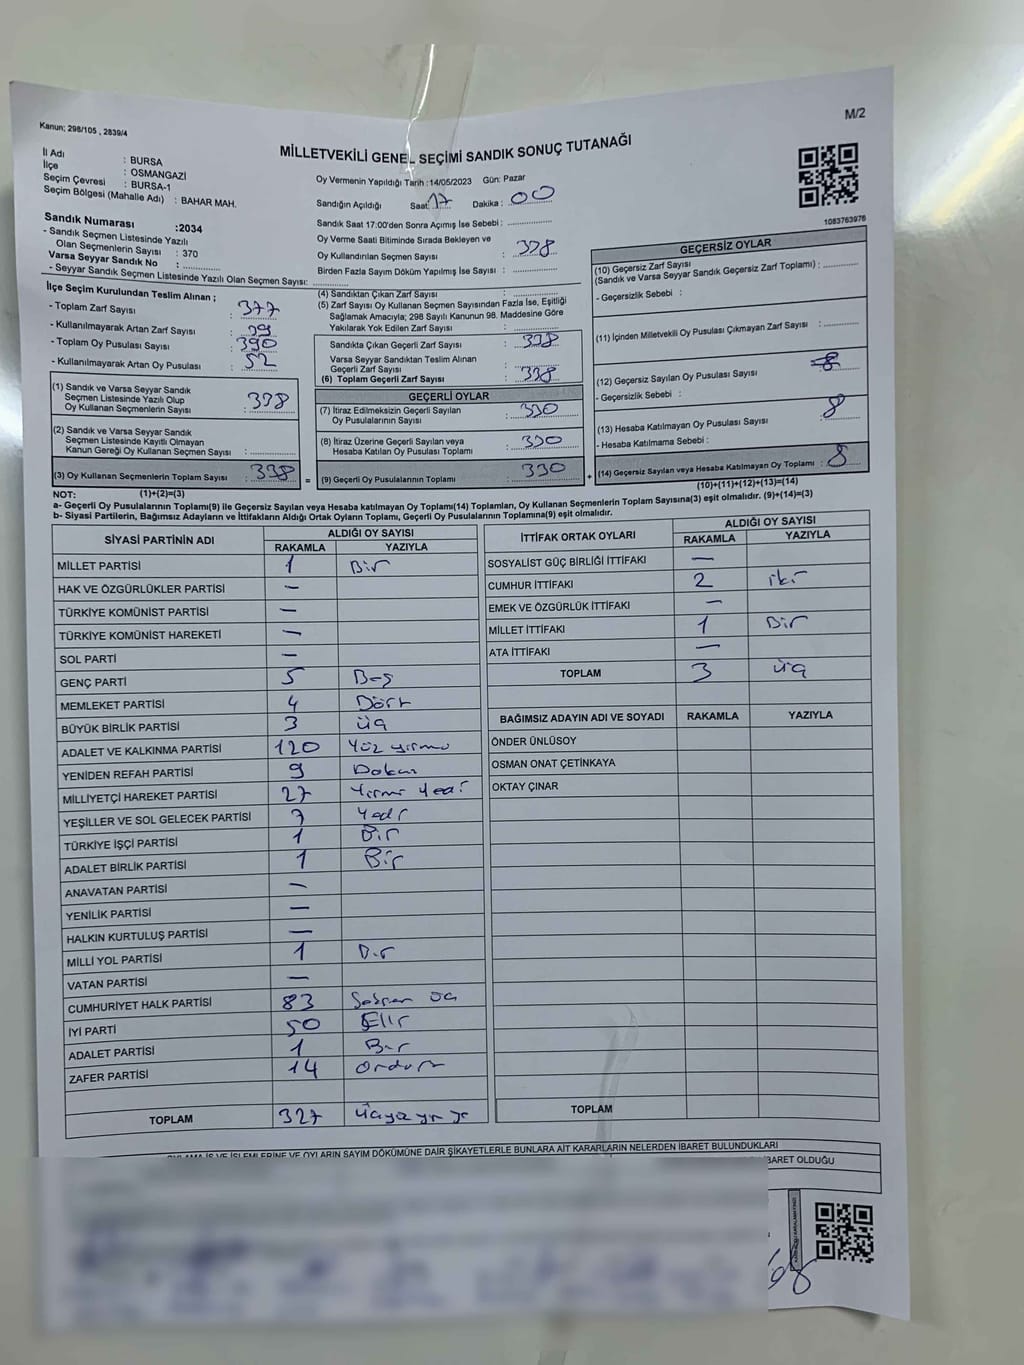 Kanun; 298/105 , 2839/4
M/2
MİLLETVEKİLİ GENEL SEÇİMİ SANDIK SONUÇ TUTANAĞI
İl Adı : BURSA
İlçe : OSMANGAZİ
Seçim Çevresi : BURSA-1
Seçim Bölgesi (Mahalle Adı) : BAHAR MAH.
Oy Vermenin Yapıldığı Tarih :14/05/2023 Gün: Pazar
Sandığın Açıldığı Saat: 17 Dakika : 00
Sandık Saat 17:00'den Sonra Açımış İse Sebebi :
Oy Verme Saati Bitiminde Sırada Bekleyen ve
Oy Kullandırılan Seçmen Sayısı : 338
Birden Fazla Sayım Döküm Yapılmış İse Sayısı :
1083763976
Sandık Numarası :2034
- Sandık Seçmen Listesinde Yazılı
Olan Seçmenlerin Sayısı : 370
Varsa Seyyar Sandık No :
- Seyyar Sandık Seçmen Listesinde Yazılı Olan Seçmen Sayısı:
İlçe Seçim Kurulundan Teslim Alınan ;
- Toplam Zarf Sayısı : 377
- Kullanılmayarak Artan Zarf Sayısı : 39
- Toplam Oy Pusulası Sayısı : 390
- Kullanılmayarak Artan Oy Pusulası : 52
(1) Sandık ve Varsa Seyyar Sandık
Seçmen Listesinde Yazılı Olup
Oy Kullanan Seçmenlerin Sayısı : 338
(2) Sandık ve Varsa Seyyar Sandık
Seçmen Listesinde Kayıtlı Olmayan
Kanun Gereği Oy Kullanan Seçmen Sayısı :
(3) Oy Kullanan Seçmenlerin Toplam Sayısı : 338
(4) Sandıktan Çıkan Zarf Sayısı :
(5) Zarf Sayısı Oy Kullanan Seçmen Sayısından Fazla İse, Eşitliği
Sağlamak Amacıyla; 298 Sayılı Kanunun 98. Maddesine Göre
Yakılarak Yok Edilen Zarf Sayısı :
Sandıkta Çıkan Geçerli Zarf Sayısı : 338
Varsa Seyyar Sandıktan Teslim Alınan
Geçerli Zarf Sayısı :
(6) Toplam Geçerli Zarf Sayısı : 338
GEÇERLİ OYLAR
(7) İtiraz Edilmeksizin Geçerli Sayılan
Oy Pusulalarının Sayısı : 330
(8) İtiraz Üzerine Geçerli Sayılan veya
Hesaba Katılan Oy Pusulası Toplamı : 330
= (9) Geçerli Oy Pusulalarının Toplamı : 330
GEÇERSİZ OYLAR
(10) Geçersiz Zarf Sayısı
(Sandık ve Varsa Seyyar Sandık Geçersiz Zarf Toplamı) :
- Geçersizlik Sebebi :
(11) İçinden Milletvekili Oy Pusulası Çıkmayan Zarf Sayısı :
(12) Geçersiz Sayılan Oy Pusulası Sayısı : 8
- Geçersizlik Sebebi :
(13) Hesaba Katılmayan Oy Pusulası Sayısı : 8
- Hesaba Katılmama Sebebi :
+ (14) Geçersiz Sayılan veya Hesaba Katılmayan Oy Toplamı : 8
NOT: (1)+(2)=(3)
(10)+(11)+(12)+(13)=(14)
a- Geçerli Oy Pusulalarının Toplamı(9) ile Geçersiz Sayılan veya Hesaba katılmayan Oy Toplamı(14) Toplamları, Oy Kullanan Seçmenlerin Toplam Sayısına(3) eşit olmalıdır. (9)+(14)=(3)
b- Siyasi Partilerin, Bağımsız Adayların ve İttifakların Aldığı Ortak Oyların Toplamı, Geçerli Oy Pusulalarının Toplamına(9) eşit olmalıdır.
SİYASİ PARTİNİN ADI ALDIĞI OY SAYISI
RAKAMLA YAZIYLA
MİLLET PARTİSİ 1 Bir
HAK VE ÖZGÜRLÜKLER PARTİSİ —
TÜRKİYE KOMÜNİST PARTİSİ —
TÜRKİYE KOMÜNİST HAREKETİ —
SOL PARTİ —
GENÇ PARTİ 5 Beş
MEMLEKET PARTİSİ 4 Dört
BÜYÜK BİRLİK PARTİSİ 3 üç
ADALET VE KALKINMA PARTİSİ 120 Yüz yirmi
YENİDEN REFAH PARTİSİ 9 Dokuz
MİLLİYETÇİ HAREKET PARTİSİ 27 Yirmi Yedi
YEŞİLLER VE SOL GELECEK PARTİSİ 7 Yedi
TÜRKİYE İŞÇİ PARTİSİ 1 Bir
ADALET BİRLİK PARTİSİ 1 Bir
ANAVATAN PARTİSİ —
YENİLİK PARTİSİ —
HALKIN KURTULUŞ PARTİSİ —
MİLLİ YOL PARTİSİ 1 Bir
VATAN PARTİSİ —
CUMHURİYET HALK PARTİSİ 83 Seksen üç
İYİ PARTİ 50 Elli
ADALET PARTİSİ 1 Bir
ZAFER PARTİSİ 14 Ondört
TOPLAM 327
İTTİFAK ORTAK OYLARI ALDIĞI OY SAYISI
RAKAMLA YAZIYLA
SOSYALİST GÜÇ BİRLİĞİ İTTİFAKI —
CUMHUR İTTİFAKI 2 iki
EMEK VE ÖZGÜRLÜK İTTİFAKI —
MİLLET İTTİFAKI 1 Bir
ATA İTTİFAKI —
TOPLAM 3 üç
BAĞIMSIZ ADAYIN ADI VE SOYADI RAKAMLA YAZIYLA
ÖNDER ÜNLÜSOY
OSMAN ONAT ÇETİNKAYA
OKTAY ÇINAR
TOPLAM
İŞLEMLERİNE VE OYLARIN SAYIM DÖKÜMÜNE DAİR ŞİKAYETLERLE BUNLARA AİT KARARLARIN NELERDEN İBARET BULUNDUKLARI
İBARET OLDUĞU